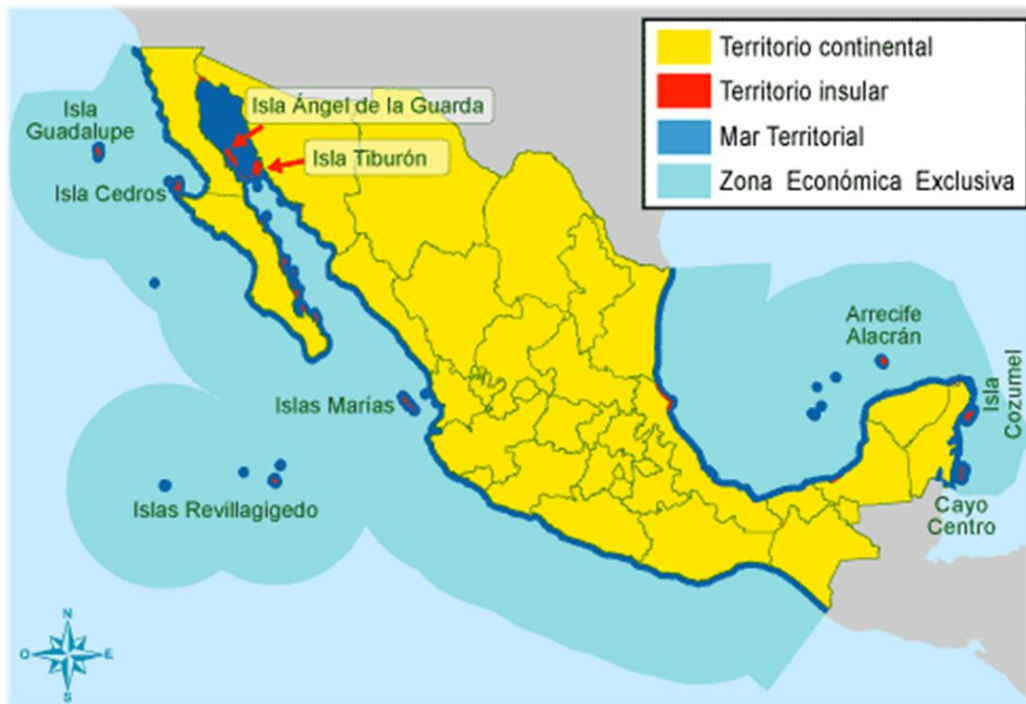 Territorio continental
Territorio insular
Mar Territorial
Zona Económica Exclusiva
Isla
Guadalupe
Isla Ángel de la Guarda
Isla Tiburón
Isla Cedros
Arrecife
Alacrán
Isla
Cozumel
Islas Marías
Islas Revillagigedo
Cayo
Centro
N
O
E
S